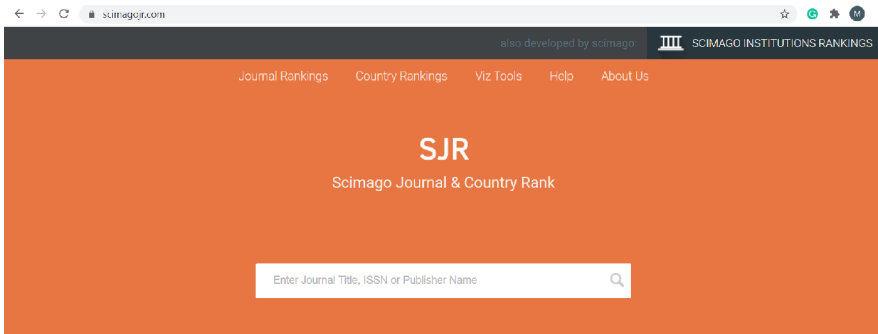 scimagojr.com
M
also developed by scimago:
SCIMAGO INSTITUTIONS RANKINGS
Journal Rankings Country Rankings Viz Tools Help About Us
SJR
Scimago Journal & Country Rank
Enter Journal Title, ISSN or Publisher Name